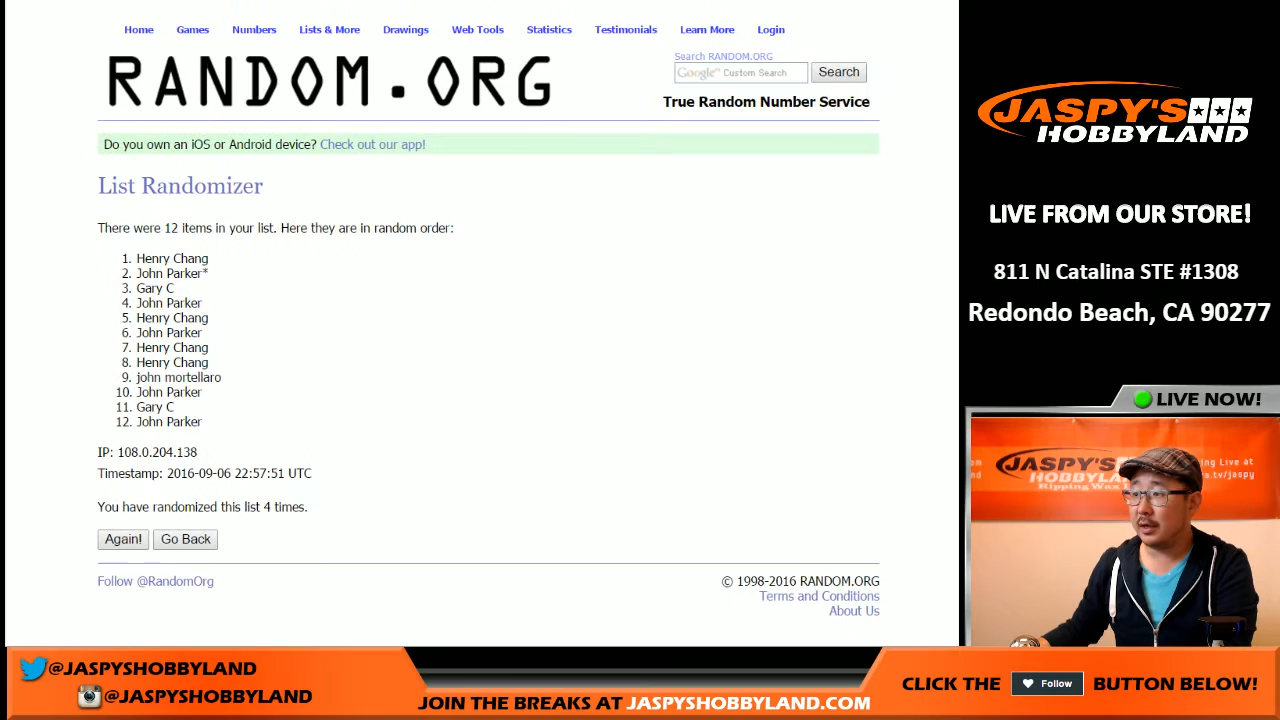 Home Games Numbers Lists & More Drawings Web Tools Statistics Testimonials Learn More Login
RANDOM.ORG
Search RANDOM.ORG
Google™ Custom Search
Search
True Random Number Service
Do you own an iOS or Android device? Check out our app!
List Randomizer
There were 12 items in your list. Here they are in random order:
1. Henry Chang
2. John Parker*
3. Gary C
4. John Parker
5. Henry Chang
6. John Parker
7. Henry Chang
8. Henry Chang
9. john mortellaro
10. John Parker
11. Gary C
12. John Parker
IP: 108.0.204.138
Timestamp: 2016-09-06 22:57:51 UTC
You have randomized this list 4 times.
Again! Go Back
Follow @RandomOrg
© 1998-2016 RANDOM.ORG
Terms and Conditions
About Us
JASPY'S
HOBBYLAND
LIVE FROM OUR STORE!
811 N Catalina STE #1308
Redondo Beach, CA 90277
LIVE NOW!
JASPY'S
HOBBYLAND
@JASPYSHOBBYLAND
@JASPYSHOBBYLAND
JOIN THE BREAKS AT JASPYSHOBBYLAND.COM
CLICK THE Follow BUTTON BELOW!